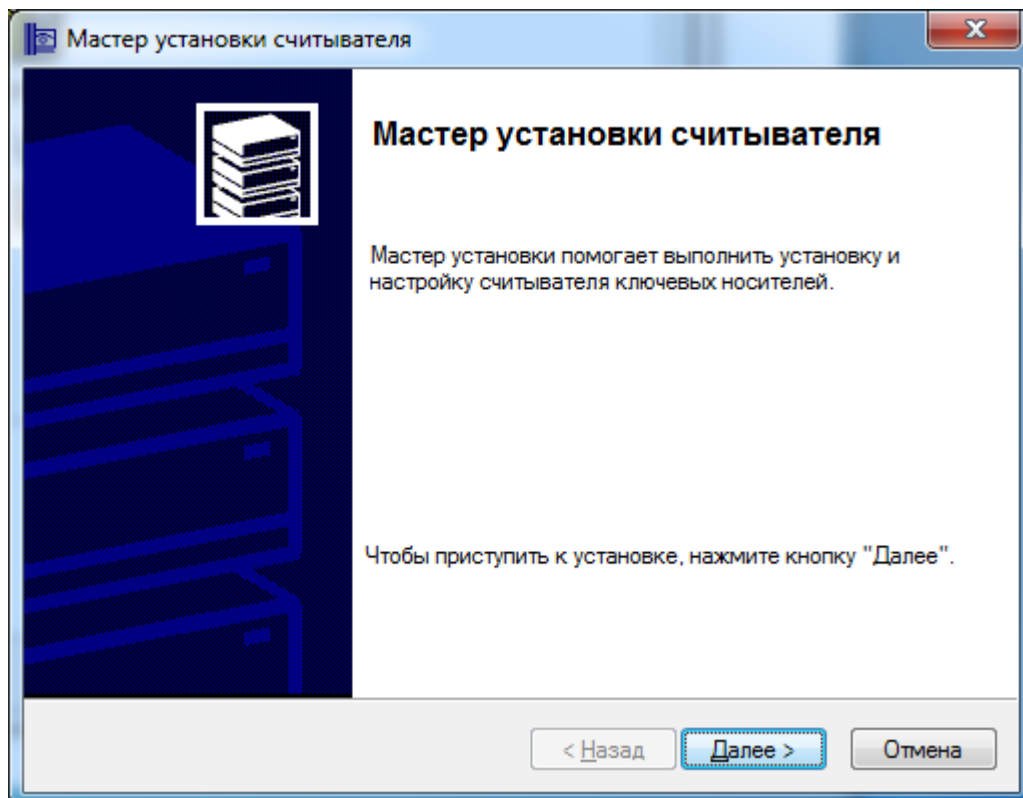 Мастер установки считывателя
Мастер установки считывателя
Мастер установки помогает выполнить установку и
настройку считывателя ключевых носителей.
Чтобы приступить к установке, нажмите кнопку "Далее".
< Назад
Далее >
Отмена